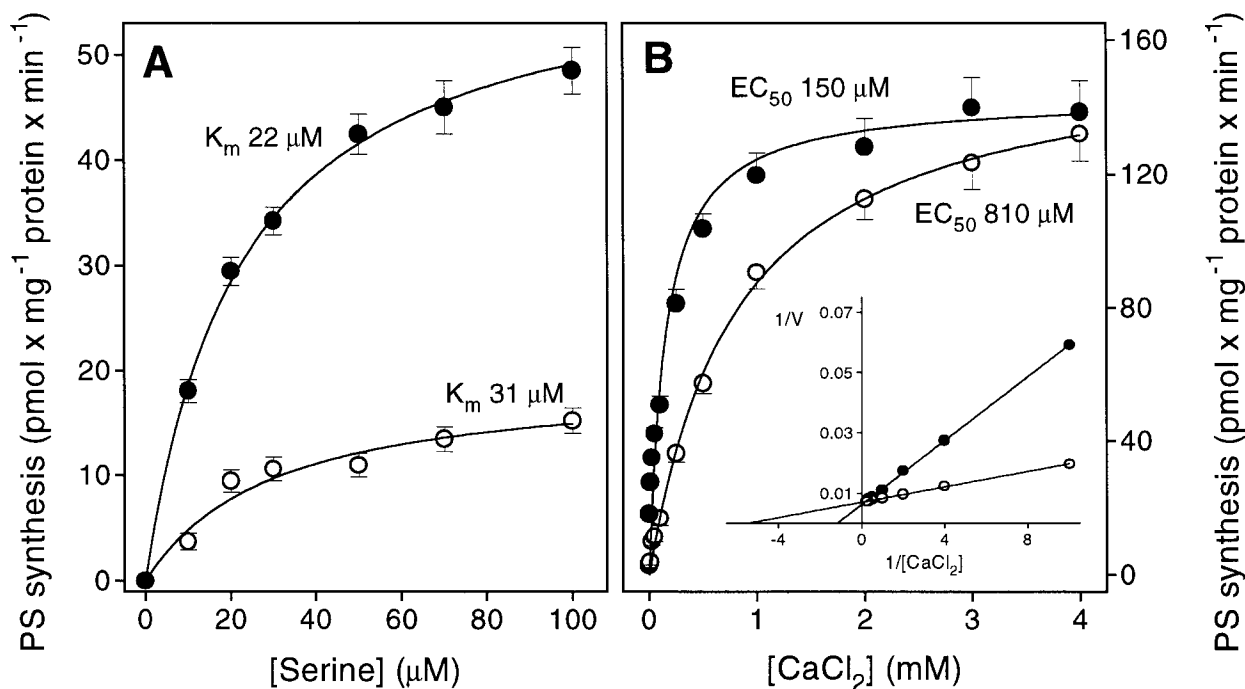 PS synthesis (pmol x mg⁻¹ protein x min⁻¹)
A
50
40
30
20
10
0
Kₘ 22 μM
Kₘ 31 μM
0 20 40 60 80 100
[Serine] (μM)
B
EC₅₀ 150 μM
EC₅₀ 810 μM
1/V
0.07
0.05
0.03
0.01
-4 0 4 8
1/[CaCl₂]
0 1 2 3 4
[CaCl₂] (mM)
160
120
80
40
0
PS synthesis (pmol x mg⁻¹ protein x min⁻¹)